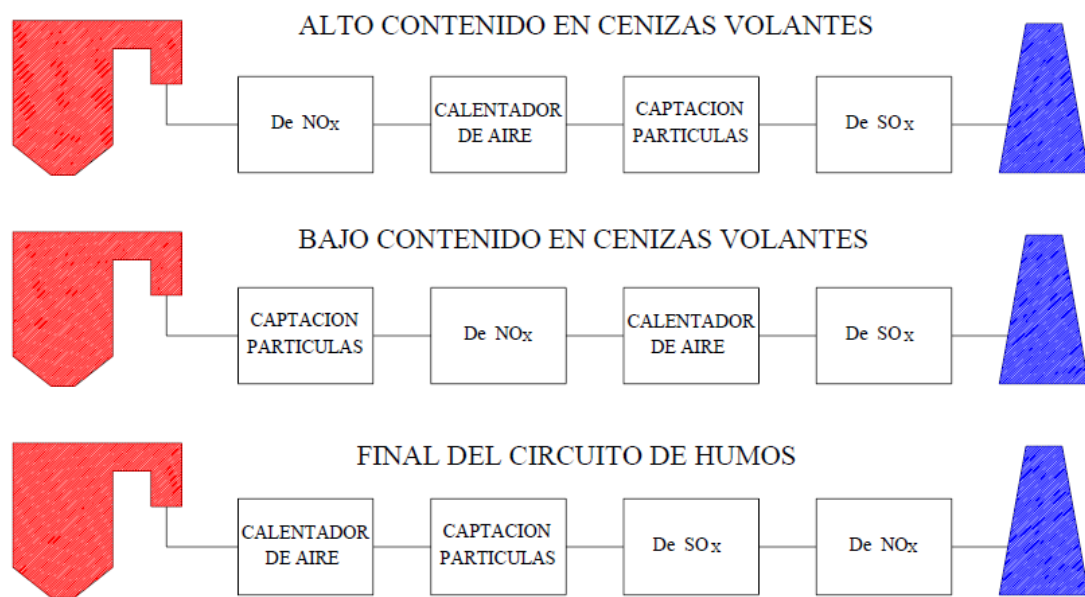 ALTO CONTENIDO EN CENIZAS VOLANTES
De NOx
CALENTADOR
DE AIRE
CAPTACION
PARTICULAS
De SOx
BAJO CONTENIDO EN CENIZAS VOLANTES
CAPTACION
PARTICULAS
De NOx
CALENTADOR
DE AIRE
De SOx
FINAL DEL CIRCUITO DE HUMOS
CALENTADOR
DE AIRE
CAPTACION
PARTICULAS
De SOx
De NOx